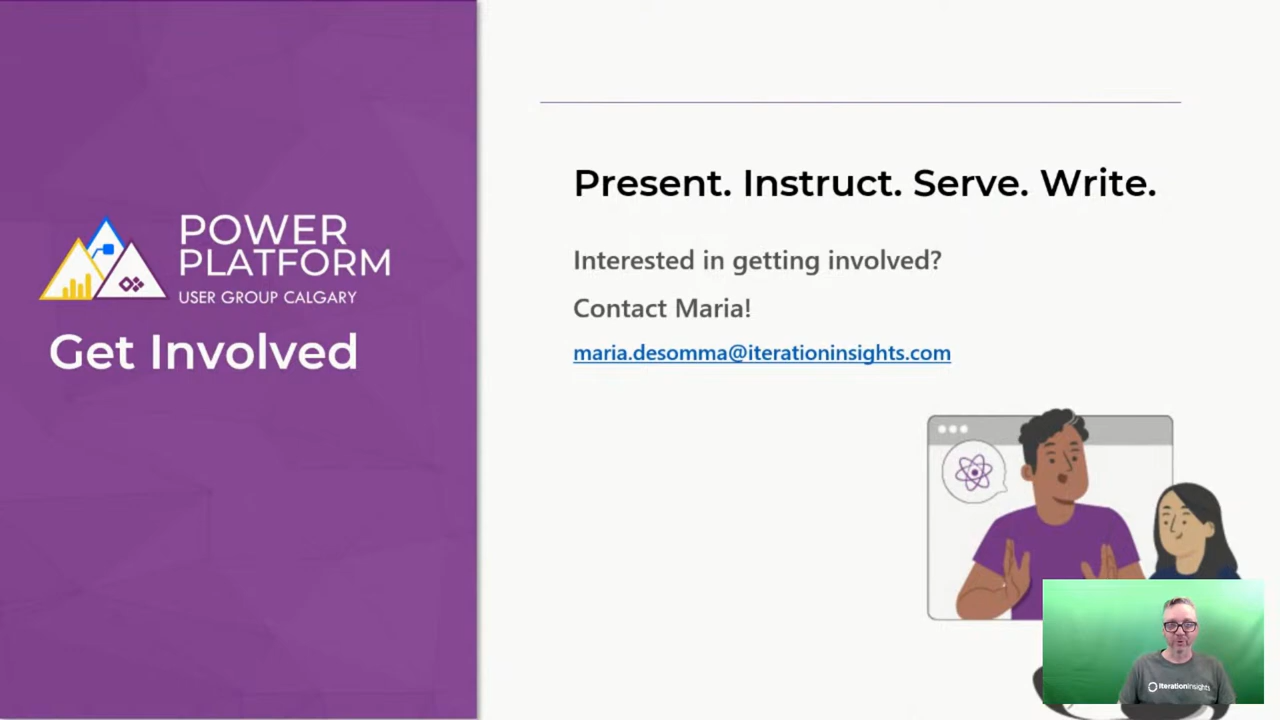 POWER
PLATFORM
USER GROUP CALGARY
Get Involved
Present. Instruct. Serve. Write.
Interested in getting involved?
Contact Maria!
maria.desomma@iterationinsights.com
IterationInsights